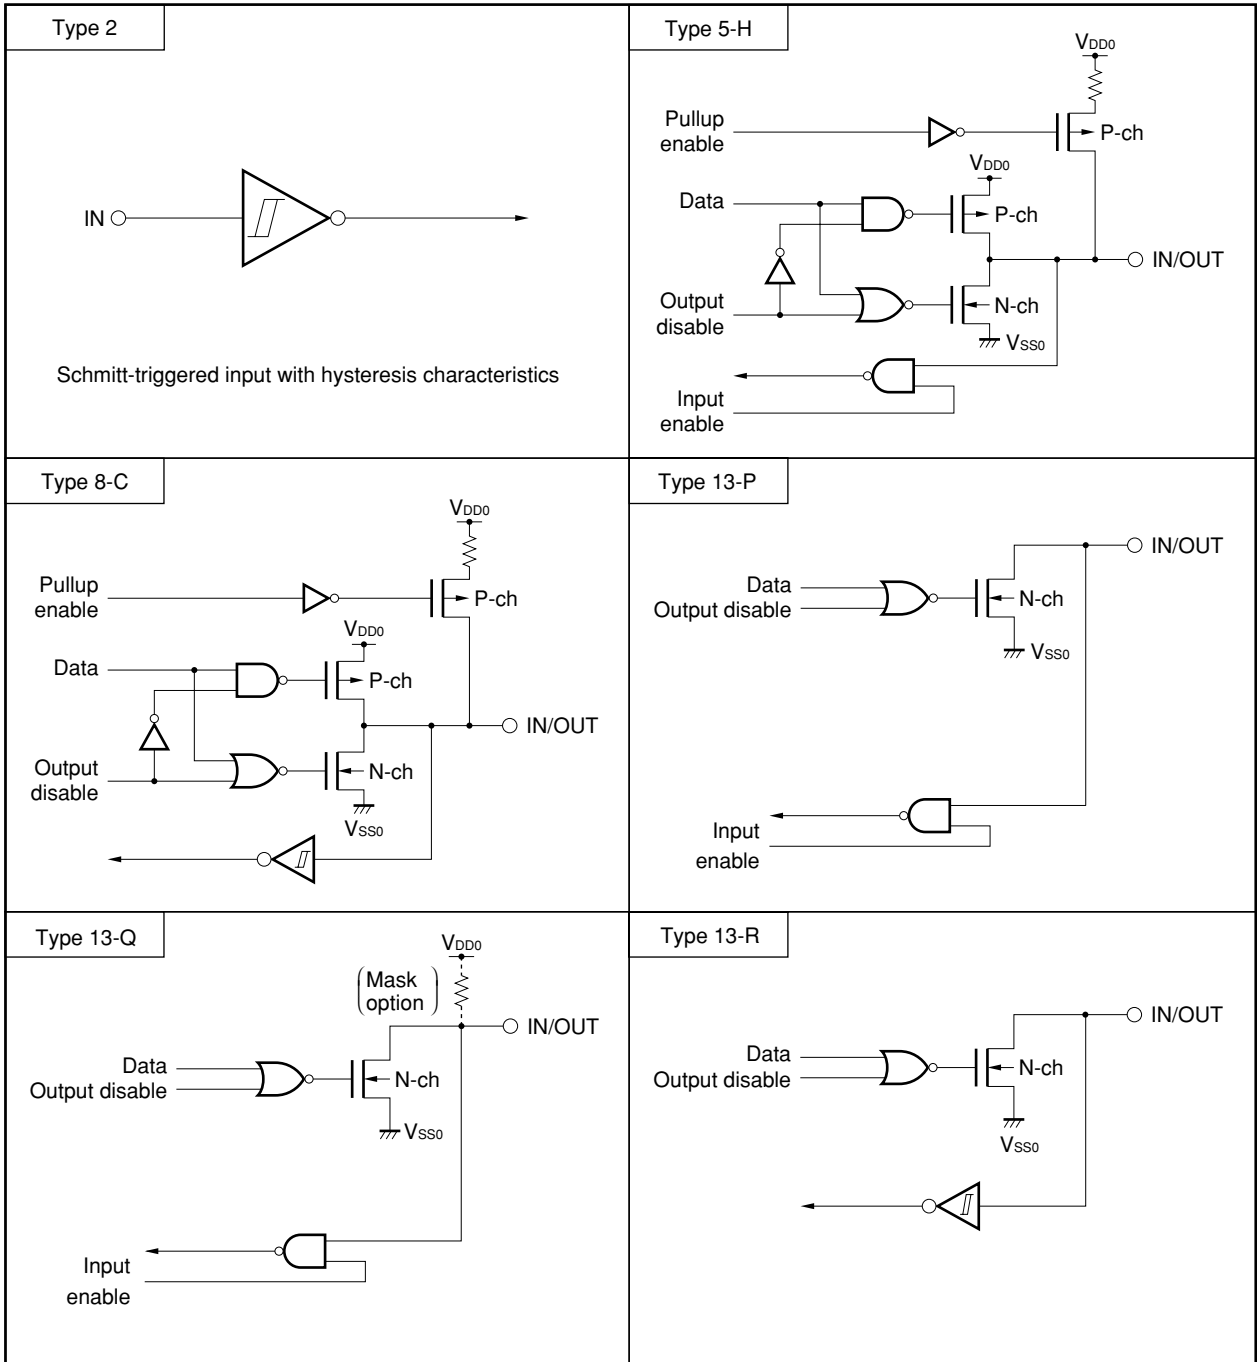 Type 2
IN
Schmitt-triggered input with hysteresis characteristics
Type 5-H
VDD0
Pullup
enable
P-ch
VDD0
Data
P-ch
IN/OUT
Output
disable
N-ch
VSS0
Input
enable
Type 8-C
VDD0
Pullup
enable
P-ch
VDD0
Data
P-ch
IN/OUT
Output
disable
N-ch
VSS0
Type 13-P
IN/OUT
Data
Output disable
N-ch
VSS0
Input
enable
Type 13-Q
VDD0
(Mask
option)
IN/OUT
Data
Output disable
N-ch
VSS0
Input
enable
Type 13-R
IN/OUT
Data
Output disable
N-ch
VSS0